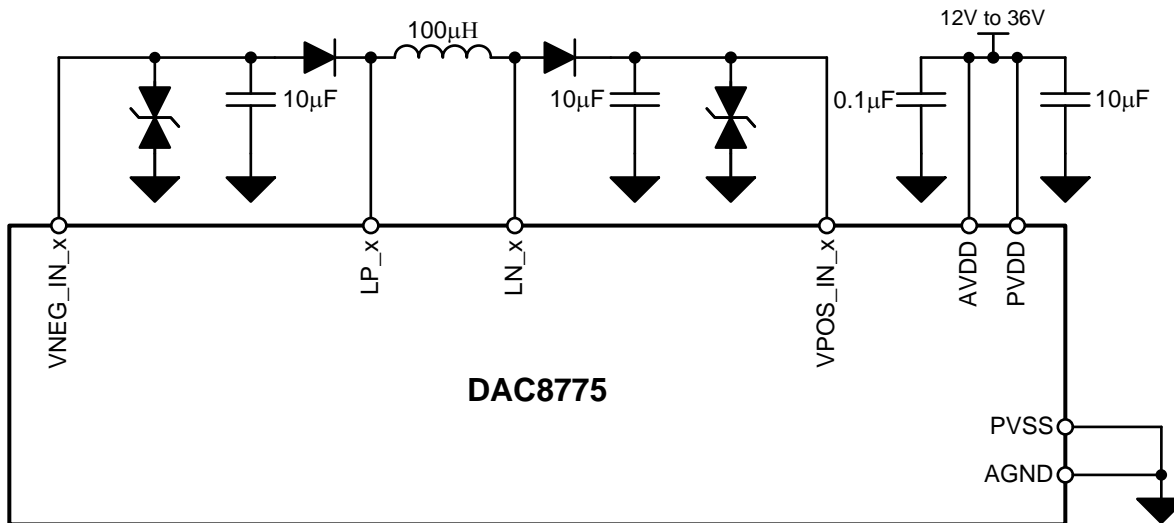 100μH
12V to 36V
10μF
10μF
0.1μF
10μF
VNEG_IN_x
LP_x
LN_x
VPOS_IN_x
AVDD
PVDD
DAC8775
PVSS
AGND